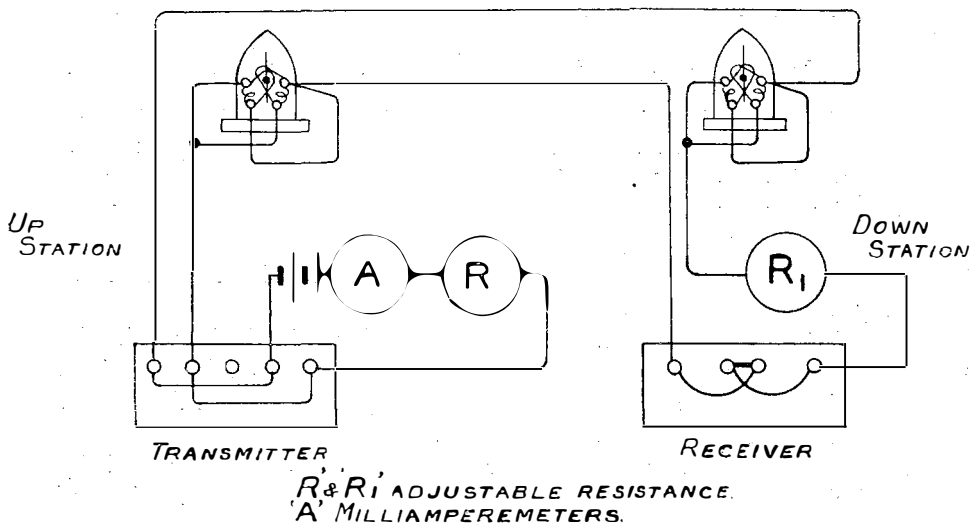 UP
STATION
A
R
DOWN
STATION
R1
TRANSMITTER
RECEIVER
'R' & 'R1' ADJUSTABLE RESISTANCE.
'A' MILLIAMPEREMETERS.